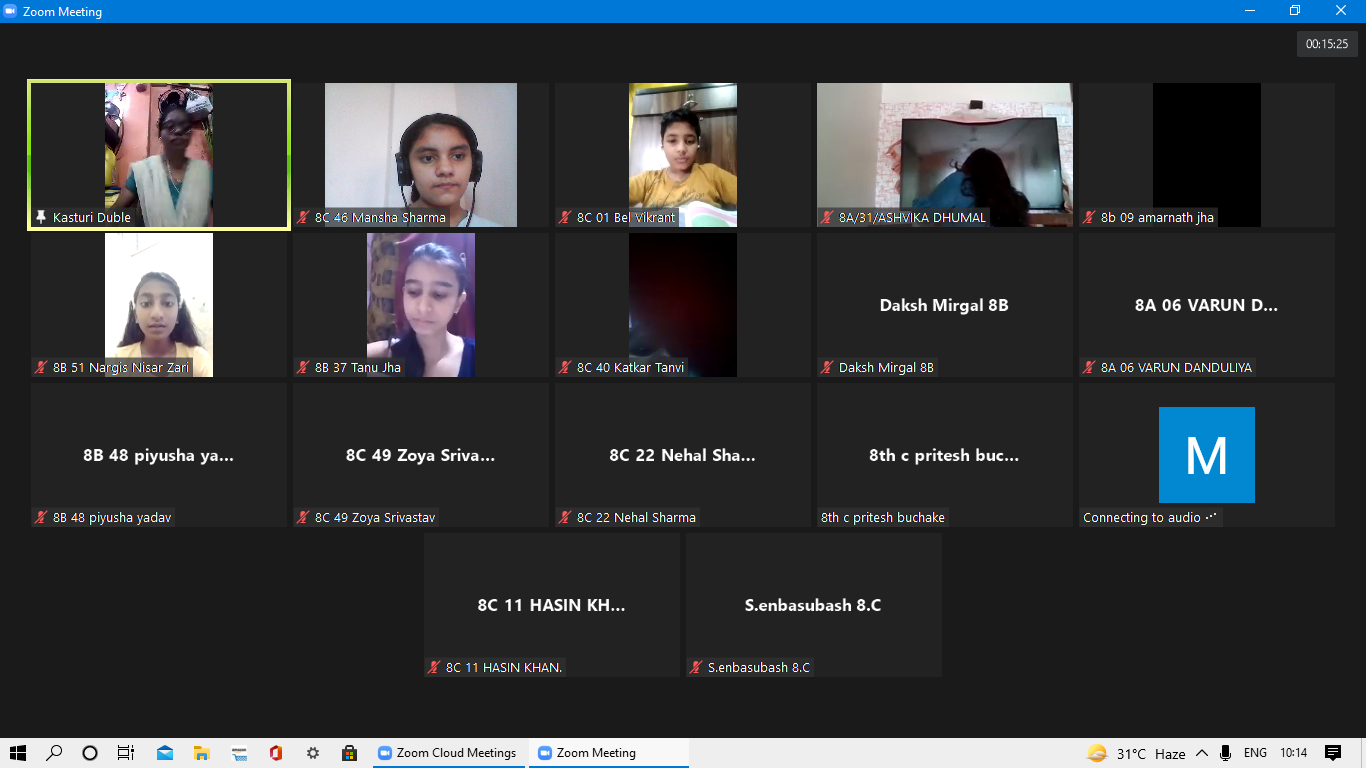 Zoom Meeting
00:15:25
Kasturi Duble
8C 46 Mansha Sharma
8C 01 Bel Vikrant
8A/31/ASHVIKA DHUMAL
8b 09 amarnath jha
8B 51 Nargis Nisar Zari
8B 37 Tanu Jha
8C 40 Katkar Tanvi
Daksh Mirgal 8B
Daksh Mirgal 8B
8A 06 VARUN D...
8A 06 VARUN DANDULIYA
8B 48 piyusha ya...
8B 48 piyusha yadav
8C 49 Zoya Sriva...
8C 49 Zoya Srivastav
8C 22 Nehal Sha...
8C 22 Nehal Sharma
8th c pritesh buc...
8th c pritesh buchake
M
Connecting to audio
8C 11 HASIN KH...
8C 11 HASIN KHAN.
S.enbasubash 8.C
S.enbasubash 8.C
Zoom Cloud Meetings
Zoom Meeting
31°C Haze
ENG
10:14